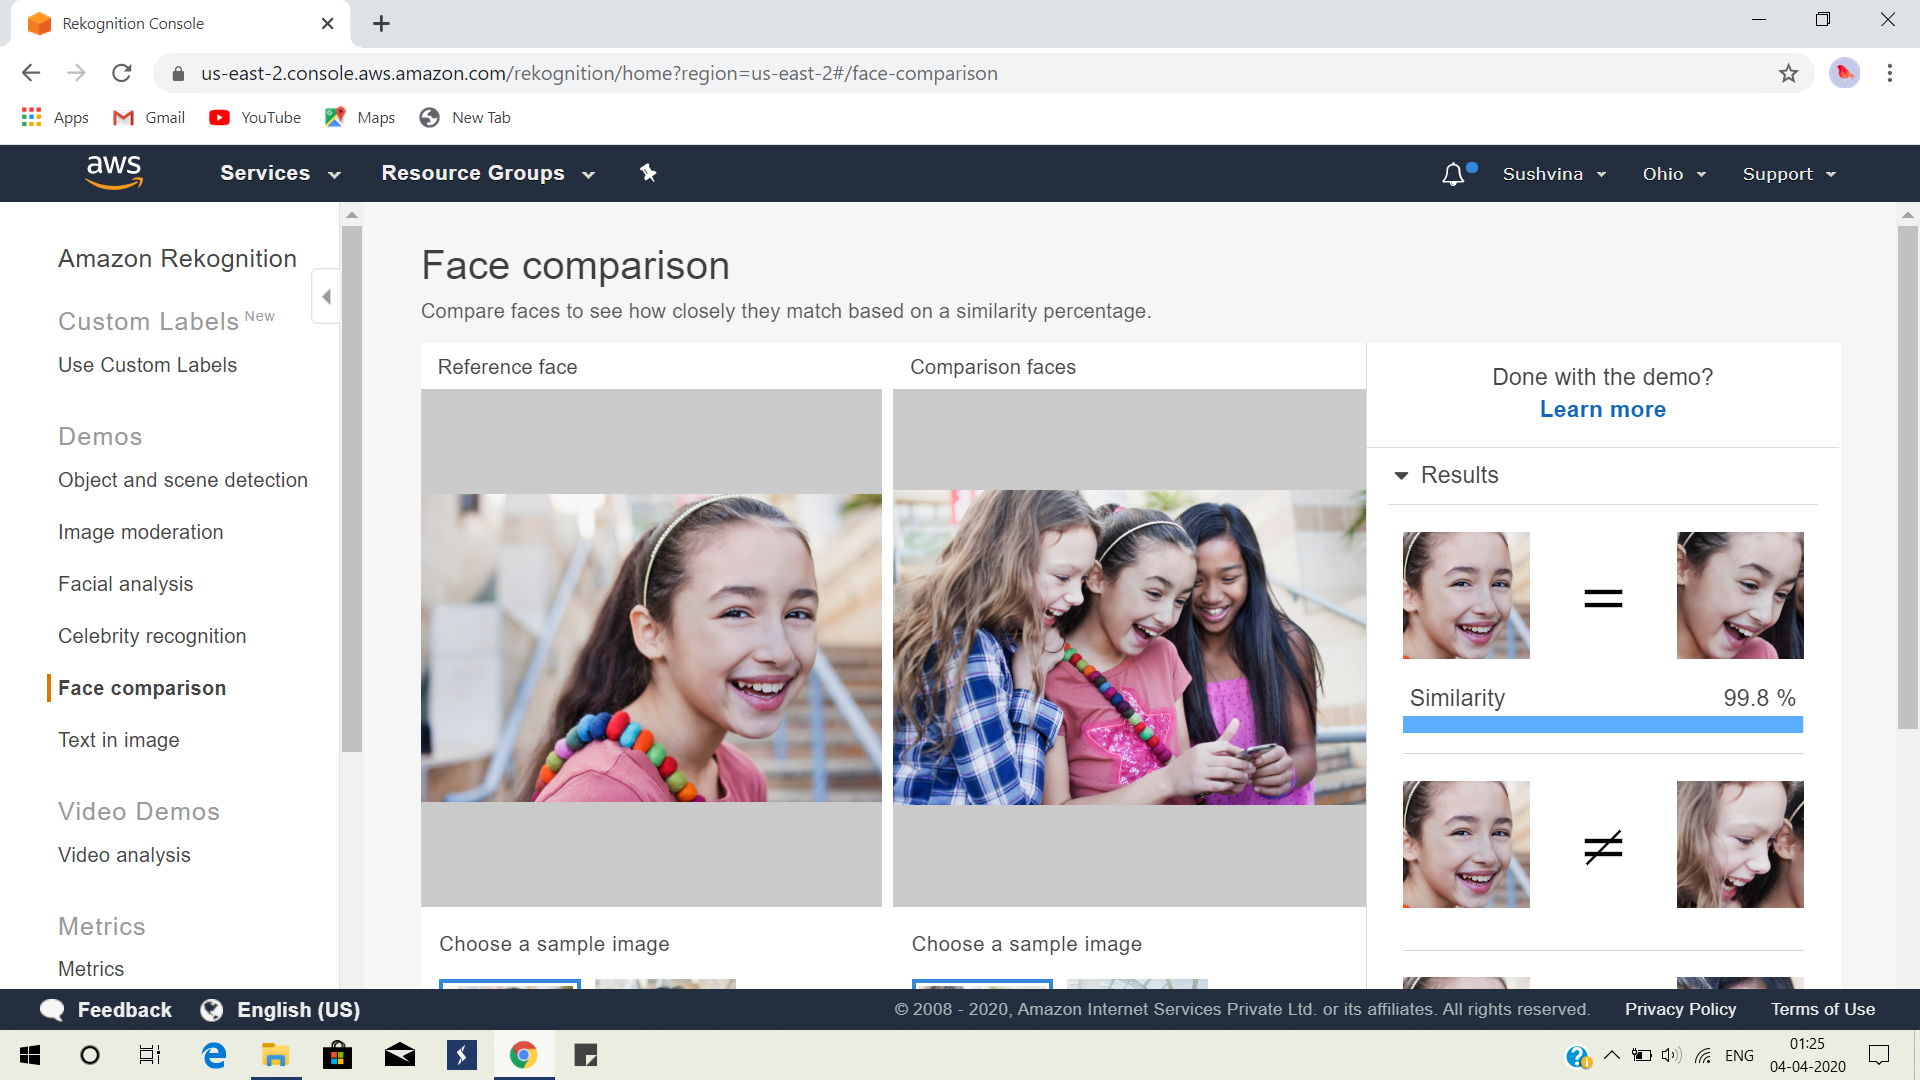 Rekognition Console
us-east-2.console.aws.amazon.com/rekognition/home?region=us-east-2#/face-comparison
Apps
Gmail
YouTube
Maps
New Tab
aws
Services
Resource Groups
Sushvina
Ohio
Support
Amazon Rekognition
Custom Labels New
Use Custom Labels
Demos
Object and scene detection
Image moderation
Facial analysis
Celebrity recognition
Face comparison
Text in image
Video Demos
Video analysis
Metrics
Metrics
Face comparison
Compare faces to see how closely they match based on a similarity percentage.
Reference face
Comparison faces
Choose a sample image
Choose a sample image
Done with the demo?
Learn more
Results
=
Similarity 99.8 %
≠
Feedback
English (US)
© 2008 - 2020, Amazon Internet Services Private Ltd. or its affiliates. All rights reserved.
Privacy Policy
Terms of Use
ENG
01:25
04-04-2020